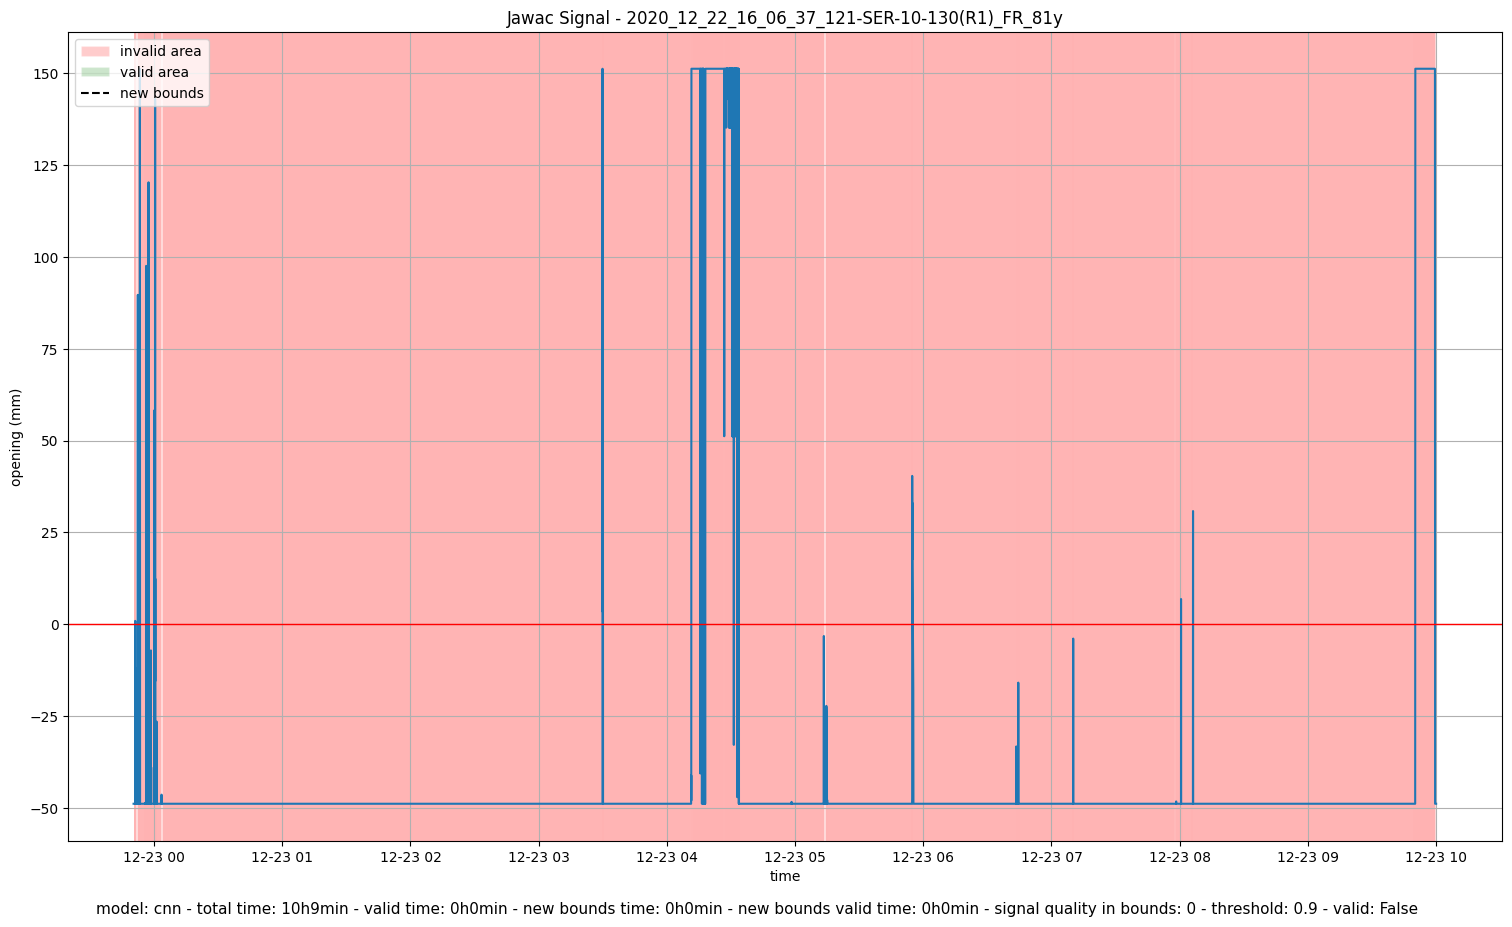 Jawac Signal - 2020_12_22_16_06_37_121-SER-10-130(R1)_FR_81y
invalid area
valid area
new bounds
opening (mm)
150
125
100
75
50
25
0
−25
−50
12-23 00 12-23 01 12-23 02 12-23 03 12-23 04 12-23 05 12-23 06 12-23 07 12-23 08 12-23 09 12-23 10
time
model: cnn - total time: 10h9min - valid time: 0h0min - new bounds time: 0h0min - new bounds valid time: 0h0min - signal quality in bounds: 0 - threshold: 0.9 - valid: False